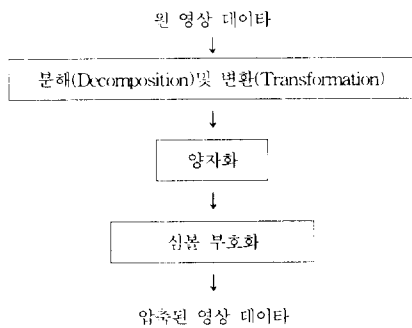 원 영상 데이타
분해(Decomposition)및 변환(Transformation)
양자화
심볼 부호화
압축된 영상 데이타